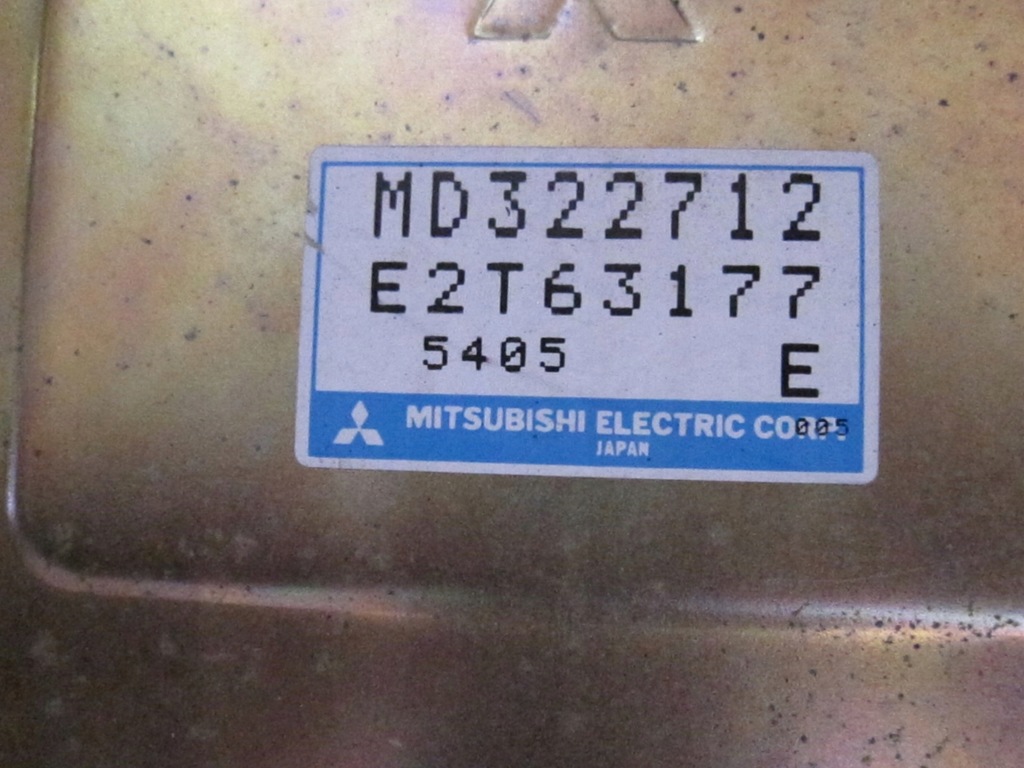 MD322712
E2T63177
5405 E
MITSUBISHI ELECTRIC CORP. 005
JAPAN